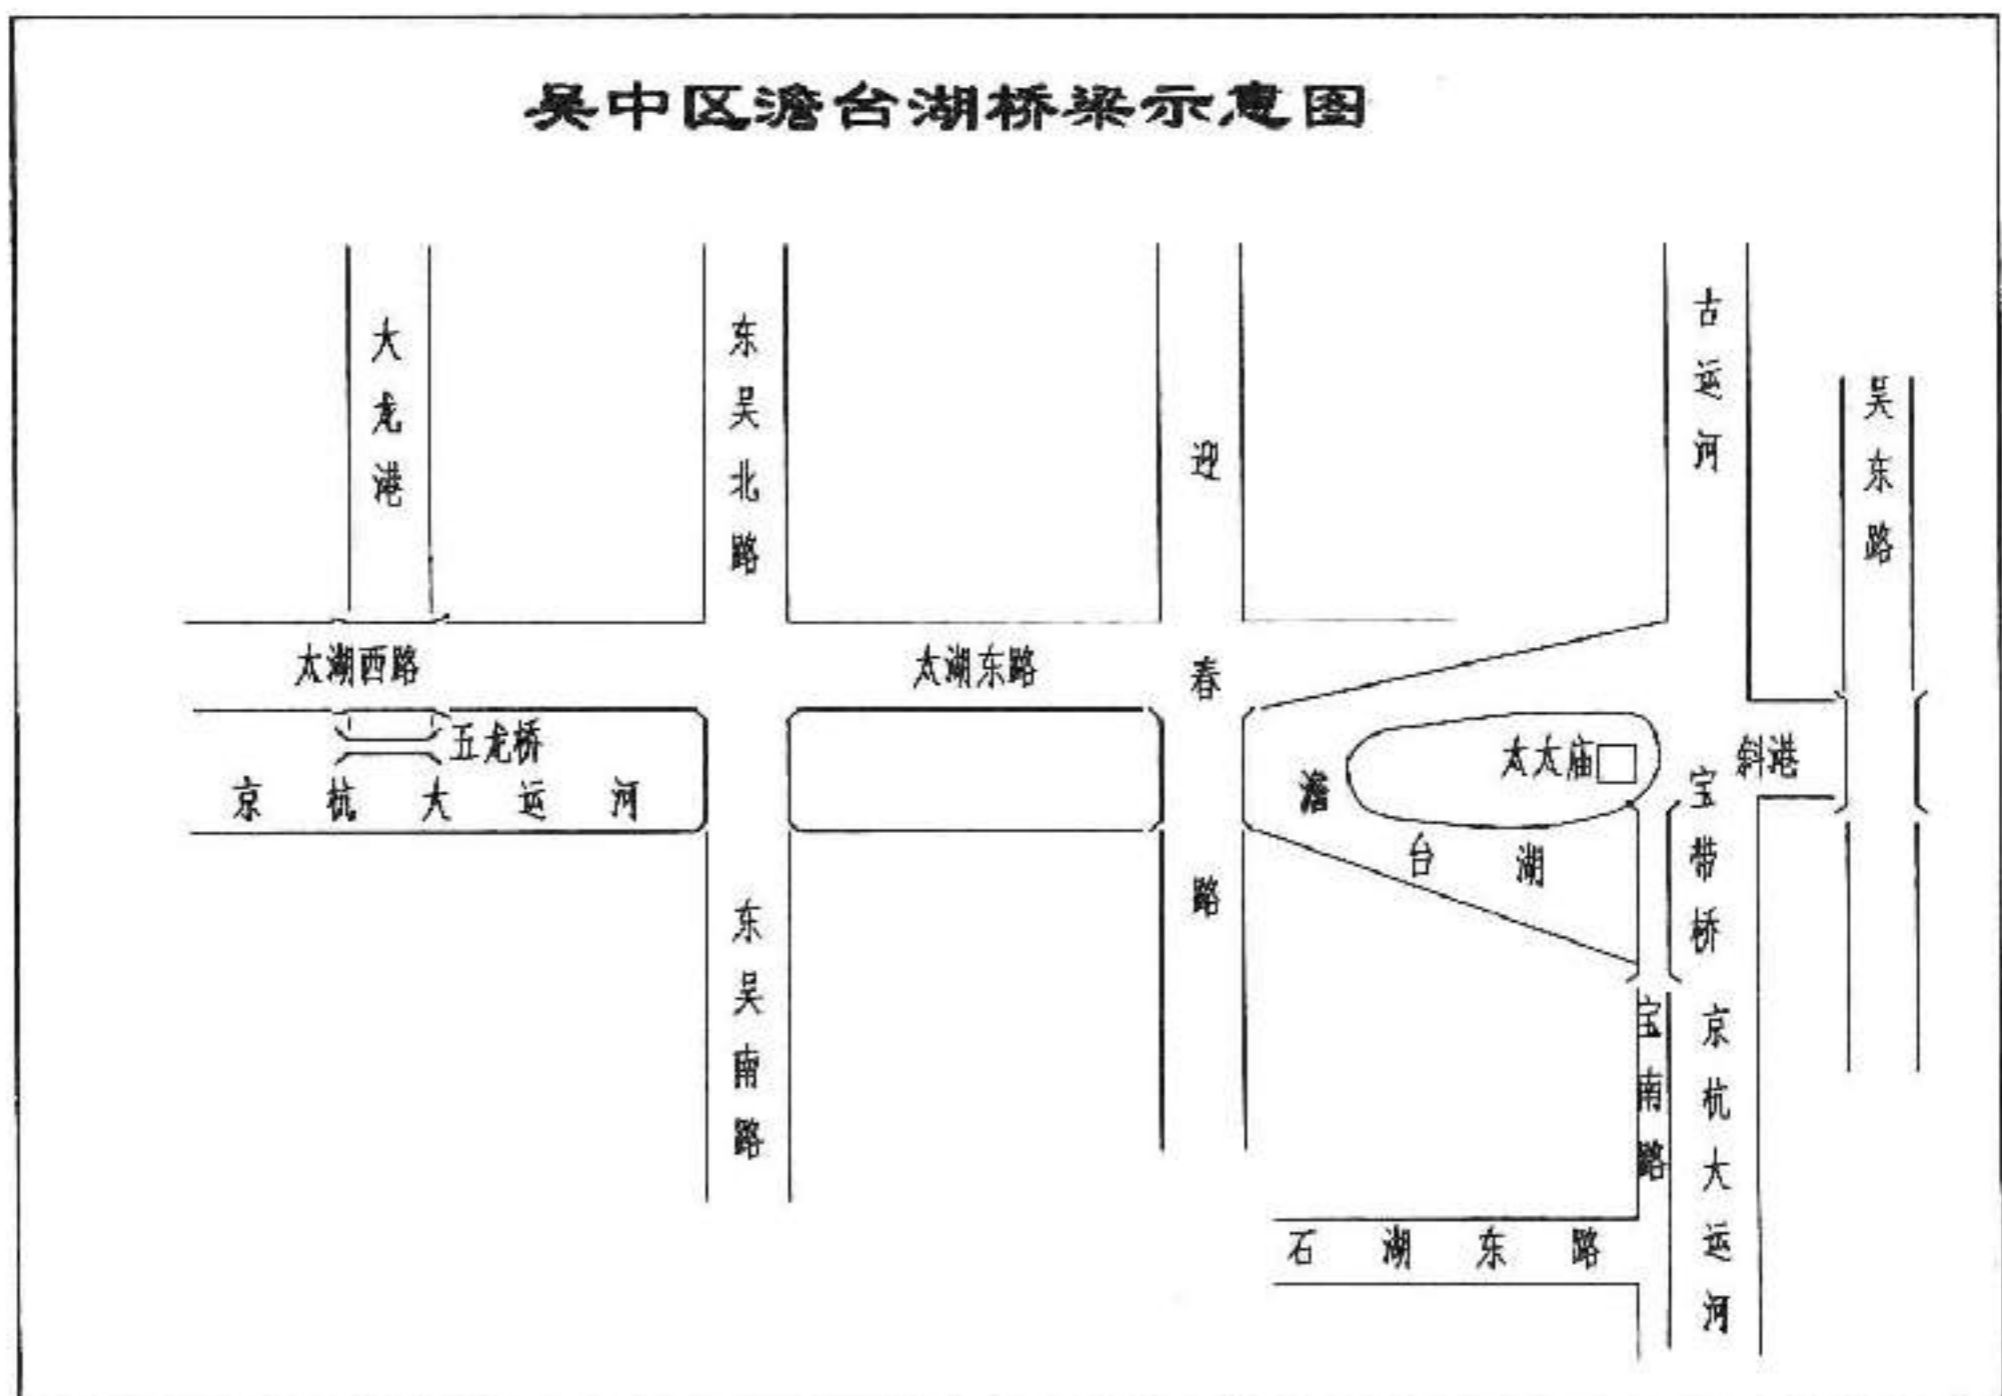 吴中区澹台湖桥梁示意图
大龙港
东吴北路
迎春路
古运河
吴东路
太湖西路
太湖东路
五龙桥
京杭大运河
澹台湖
太太庙
宝带桥
斜港
东吴南路
宝南路
京杭大运河
石湖东路